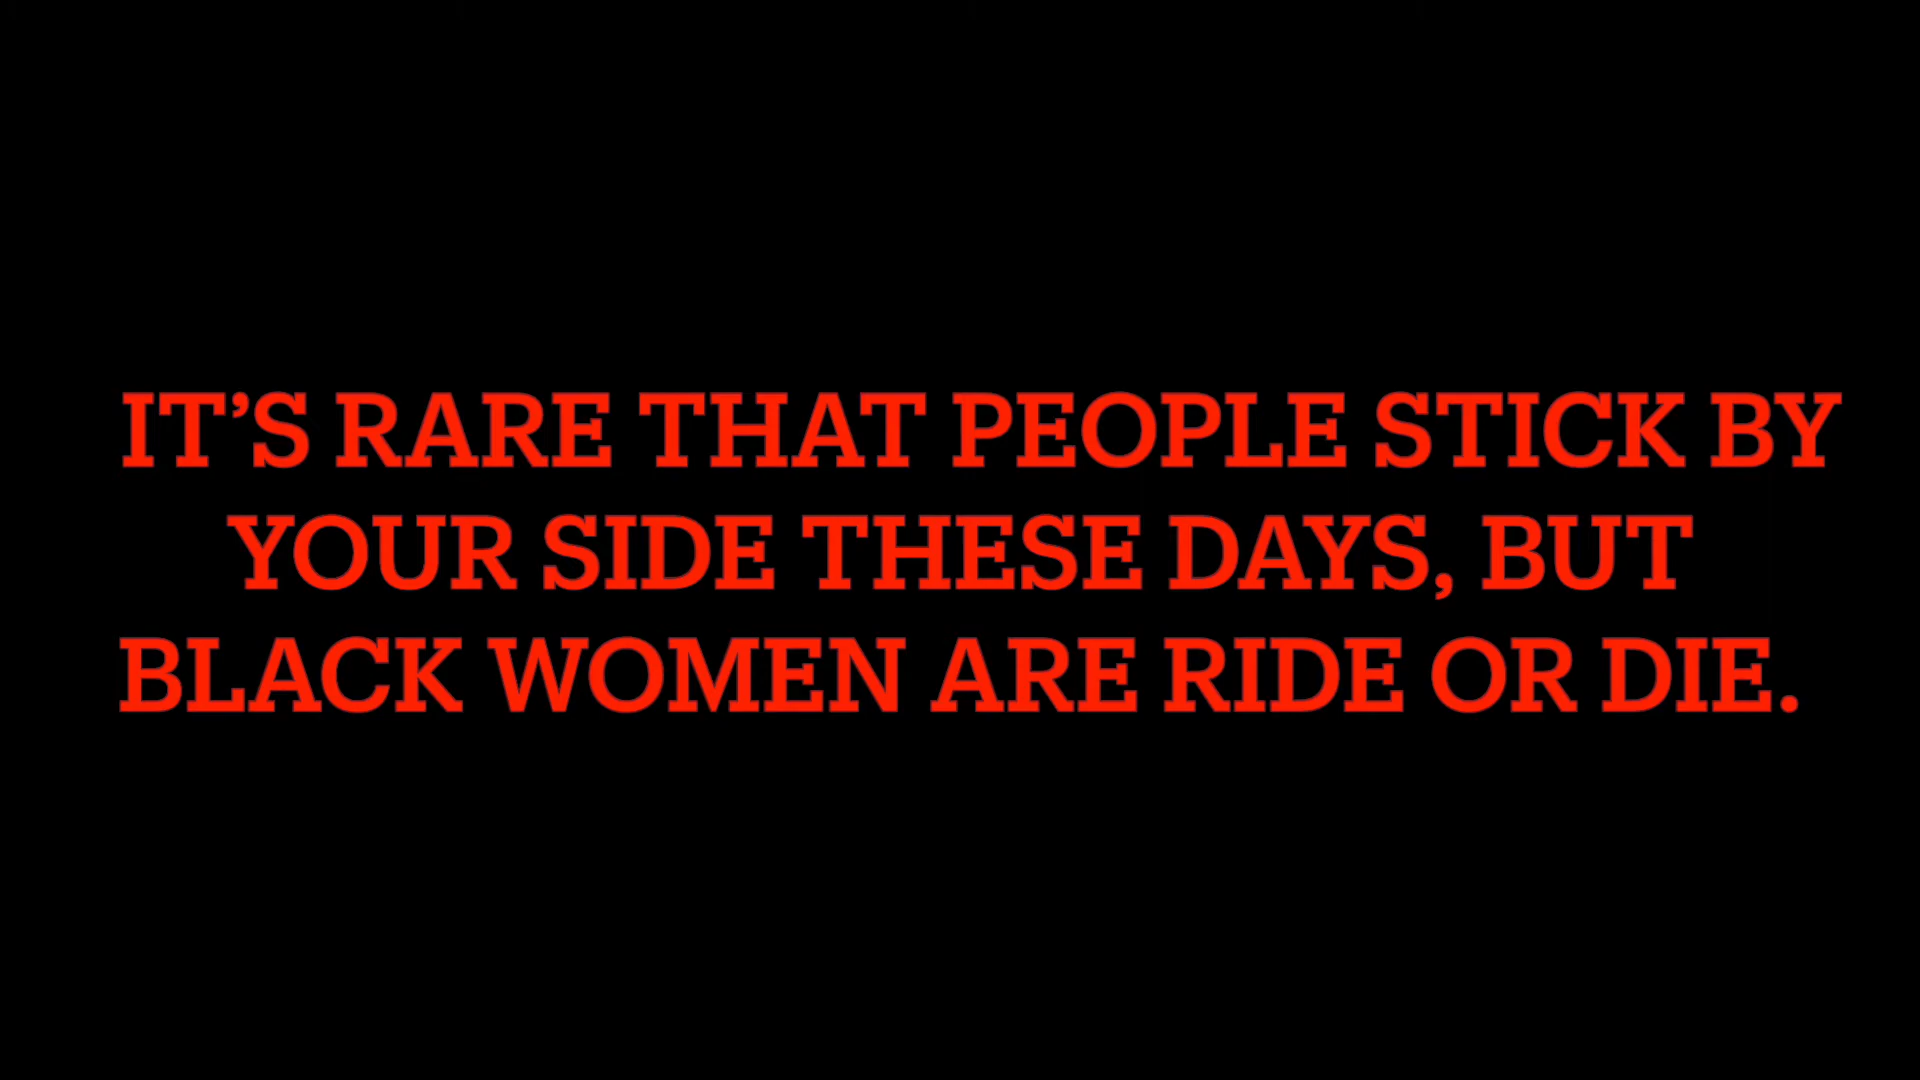 IT’S RARE THAT PEOPLE STICK BY
YOUR SIDE THESE DAYS, BUT
BLACK WOMEN ARE RIDE OR DIE.